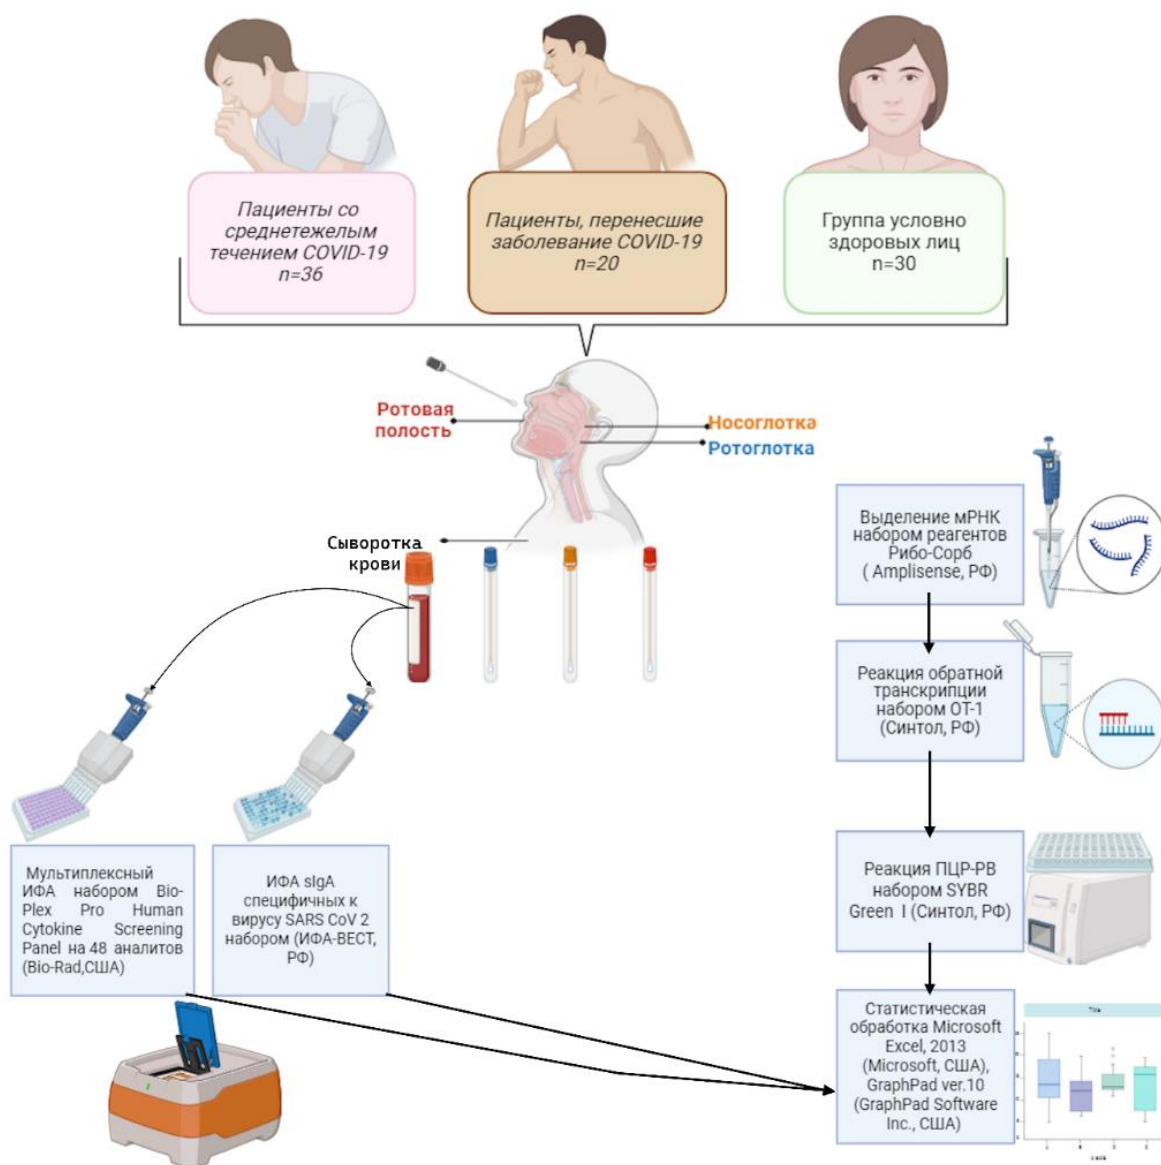 Пациенты со
среднетяжелым
течением COVID-19
n=36
Пациенты, перенесшие
заболевание COVID-19
n=20
Группа условно
здоровых лиц
n=30
Ротовая
полость
Носоглотка
Ротоглотка
Сыворотка
крови
Выделение мРНК
набором реагентов
Рибо-Сорб
( Amplisense, РФ)
Реакция обратной
транскрипции
набором ОТ-1
(Синтол, РФ)
Реакция ПЦР-РВ
набором SYBR
Green I (Синтол, РФ)
Мультиплексный
ИФА набором Bio-
Plex Pro Human
Cytokine Screening
Panel на 48 аналитов
(Bio-Rad,США)
ИФА sIgA
специфичных к
вирусу SARS CoV 2
набором (ИФА-ВЕСТ,
РФ)
Статистическая
обработка Microsoft
Excel, 2013
(Microsoft, США),
GraphPad ver.10
(GraphPad Software
Inc., США)